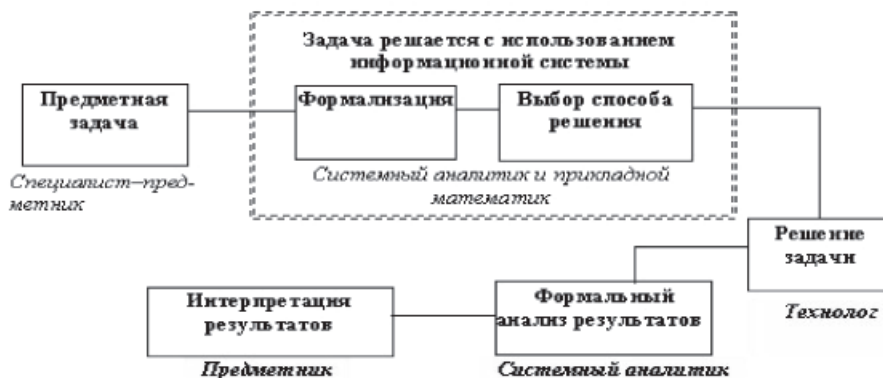 Задача решается с использованием
информационной системы
Предметная
задача
Формализация
Выбор способа
решения
Специалист-пред-
метник
Системный аналитик и прикладной
математик
Решение
задачи
Технолог
Формальный
анализ результатов
Системный аналитик
Интерпретация
результатов
Предметник